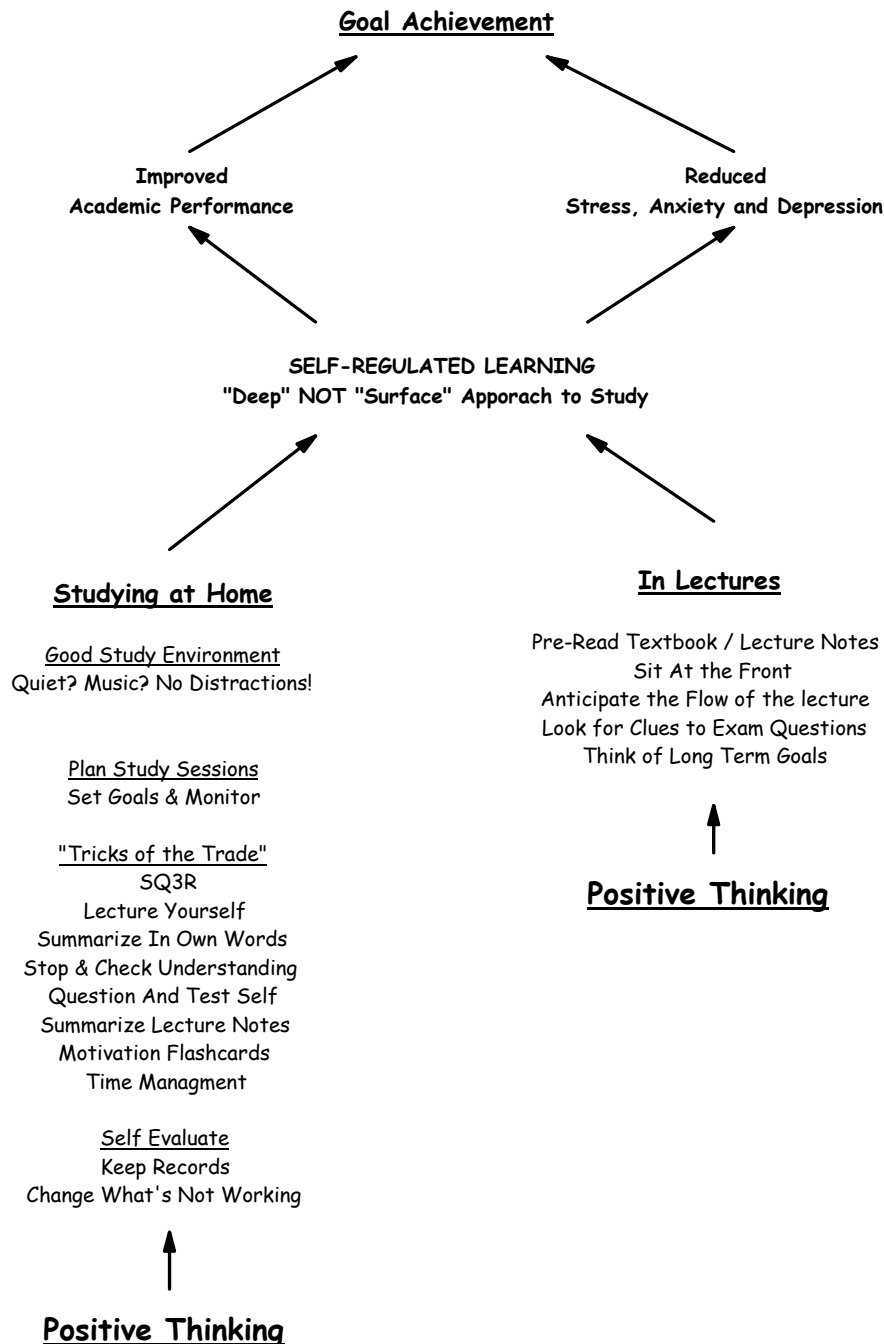 Goal Achievement
Improved
Academic Performance
Reduced
Stress, Anxiety and Depression
SELF-REGULATED LEARNING
"Deep" NOT "Surface" Apporach to Study
Studying at Home
Good Study Environment
Quiet? Music? No Distractions!
Plan Study Sessions
Set Goals & Monitor
"Tricks of the Trade"
SQ3R
Lecture Yourself
Summarize In Own Words
Stop & Check Understanding
Question And Test Self
Summarize Lecture Notes
Motivation Flashcards
Time Managment
Self Evaluate
Keep Records
Change What's Not Working
Positive Thinking
In Lectures
Pre-Read Textbook / Lecture Notes
Sit At the Front
Anticipate the Flow of the lecture
Look for Clues to Exam Questions
Think of Long Term Goals
Positive Thinking